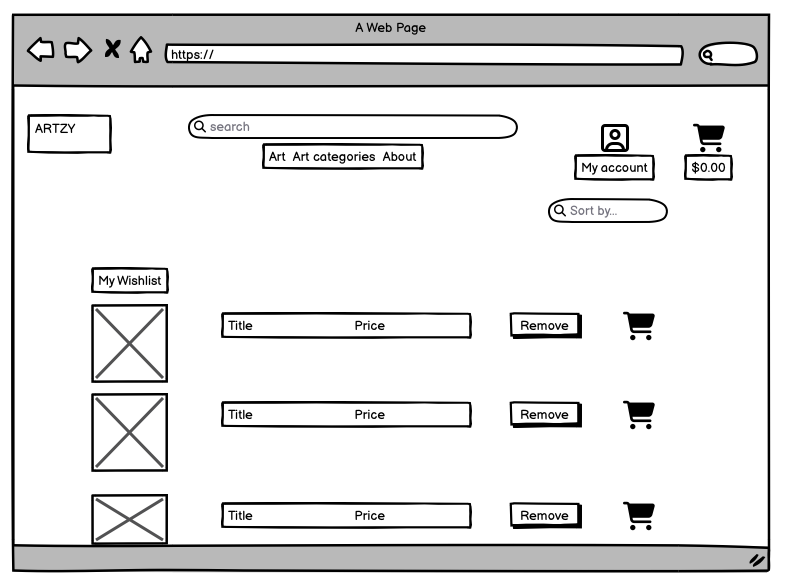 A Web Page
https://
ARTZY
search
Art Art categories About
My account
$0.00
Sort by...
My Wishlist
Title Price Remove
Title Price Remove
Title Price Remove